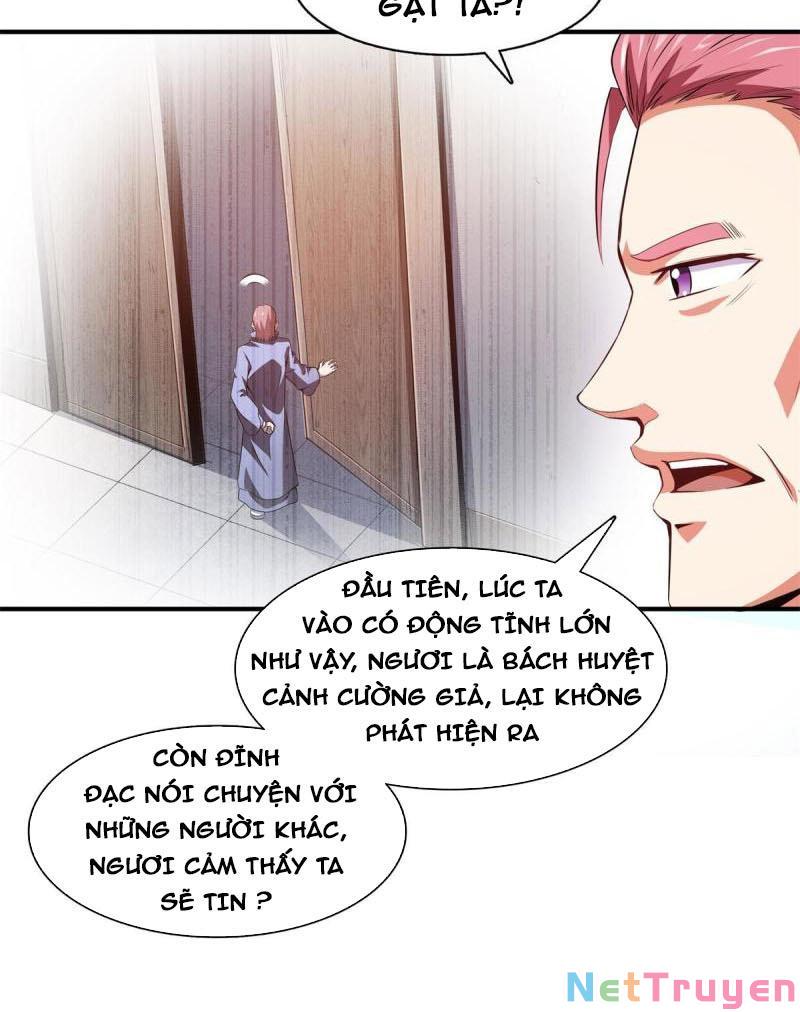 GẠT TA?!
ĐẦU TIÊN, LÚC TA
VÀO CÓ ĐỘNG TĨNH LỚN
NHƯ VẬY, NGƯƠI LÀ BÁCH HUYỆT
CẢNH CƯỜNG GIẢ, LẠI KHÔNG
PHÁT HIỆN RA
CÒN ĐĨNH
ĐẠC NÓI CHUYỆN VỚI
NHỮNG NGƯỜI KHÁC,
NGƯƠI CẢM THẤY TA
SẼ TIN ?
NetTruyen